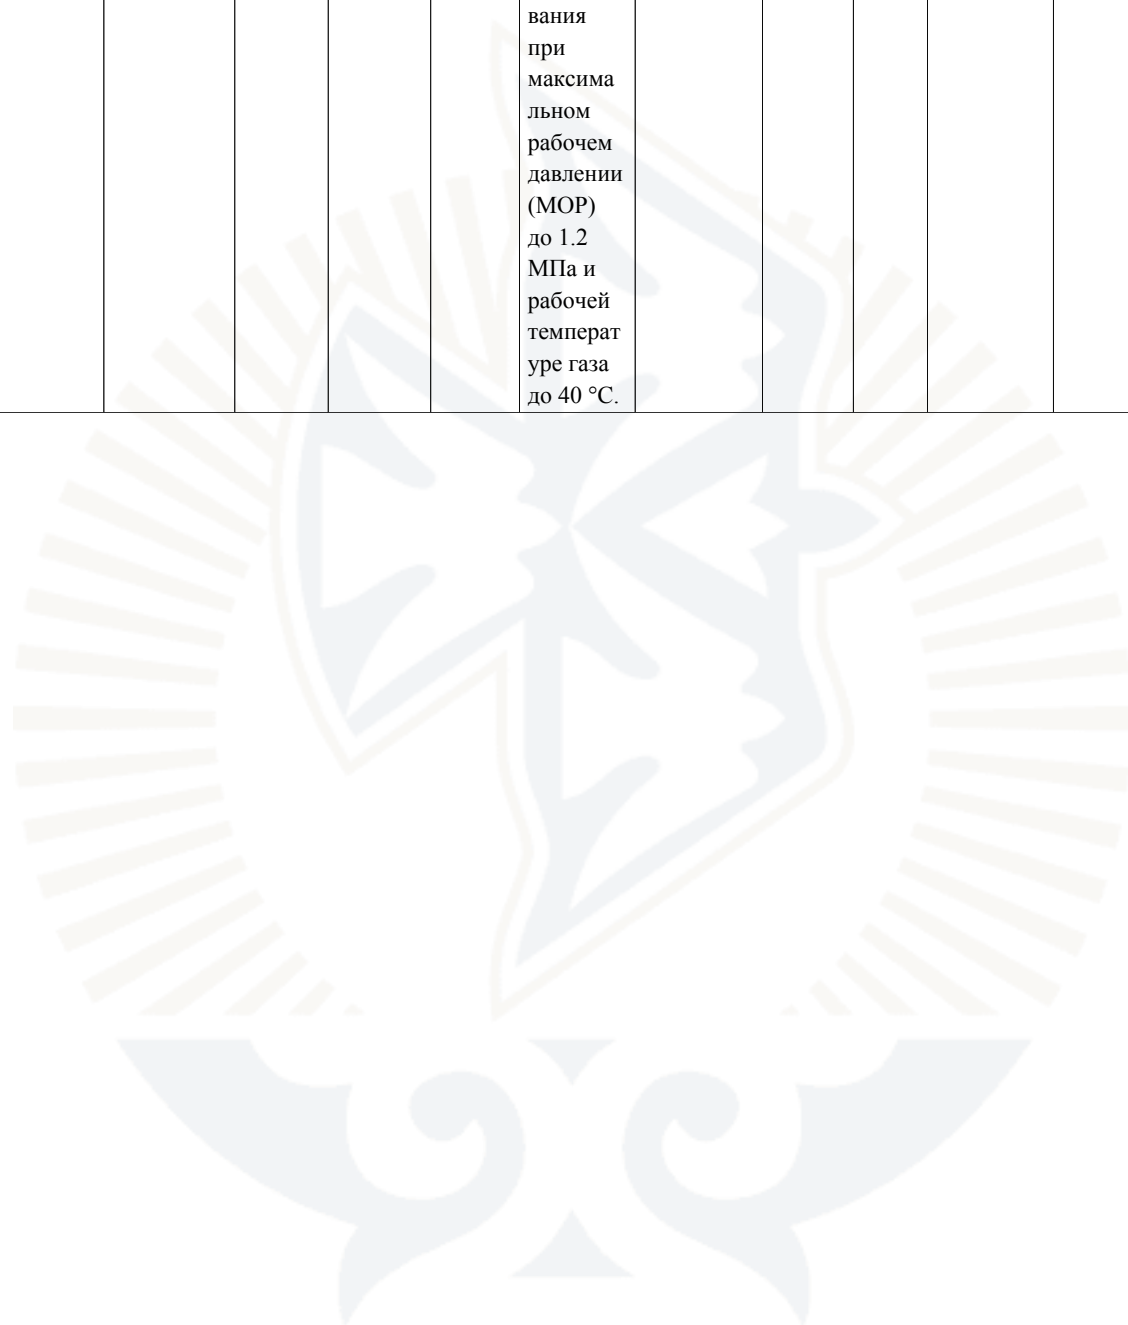 вания
при
максима
льном
рабочем
давлении
(МОР)
до 1.2
МПа и
рабочей
температ
уре газа
до 40 °С.